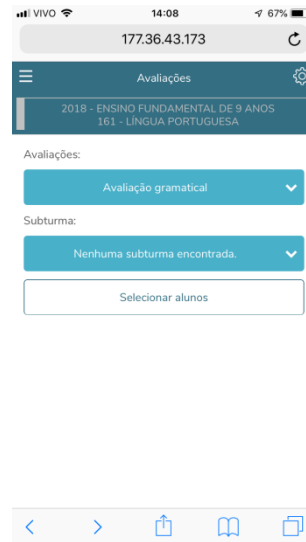 VIVO 14:08 67%
177.36.43.173
Avaliações
2018 - ENSINO FUNDAMENTAL DE 9 ANOS
161 - LÍNGUA PORTUGUESA
Avaliações:
Avaliação gramatical
Subturma:
Nenhuma subturma encontrada.
Selecionar alunos